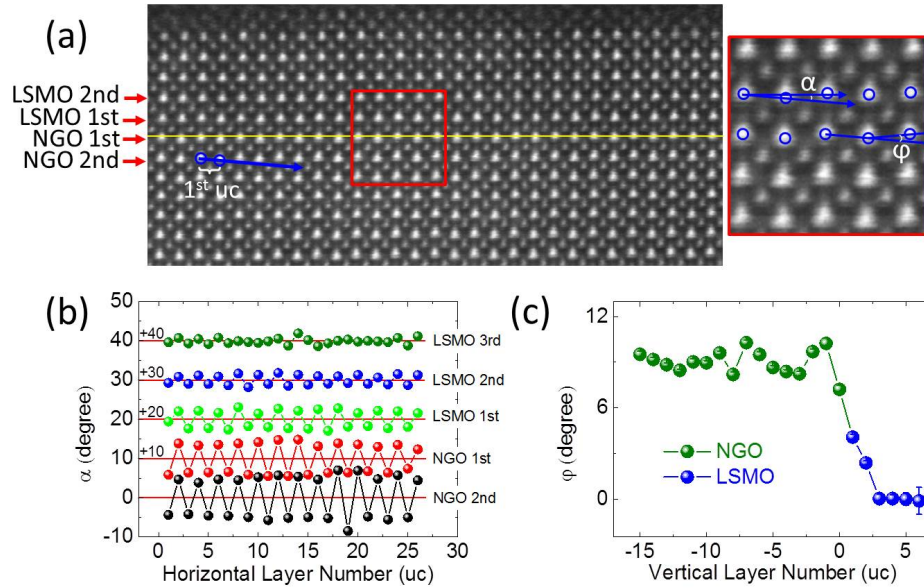 (a)
LSMO 2nd
LSMO 1st
NGO 1st
NGO 2nd
1st uc
α
φ
(b)
50
40
30
20
10
0
-10
+40
+30
+20
+10
LSMO 3rd
LSMO 2nd
LSMO 1st
NGO 1st
NGO 2nd
α (degree)
0 5 10 15 20 25 30
Horizontal Layer Number (uc)
(c)
12
6
0
φ (degree)
NGO
LSMO
-15 -10 -5 0 5
Vertical Layer Number (uc)